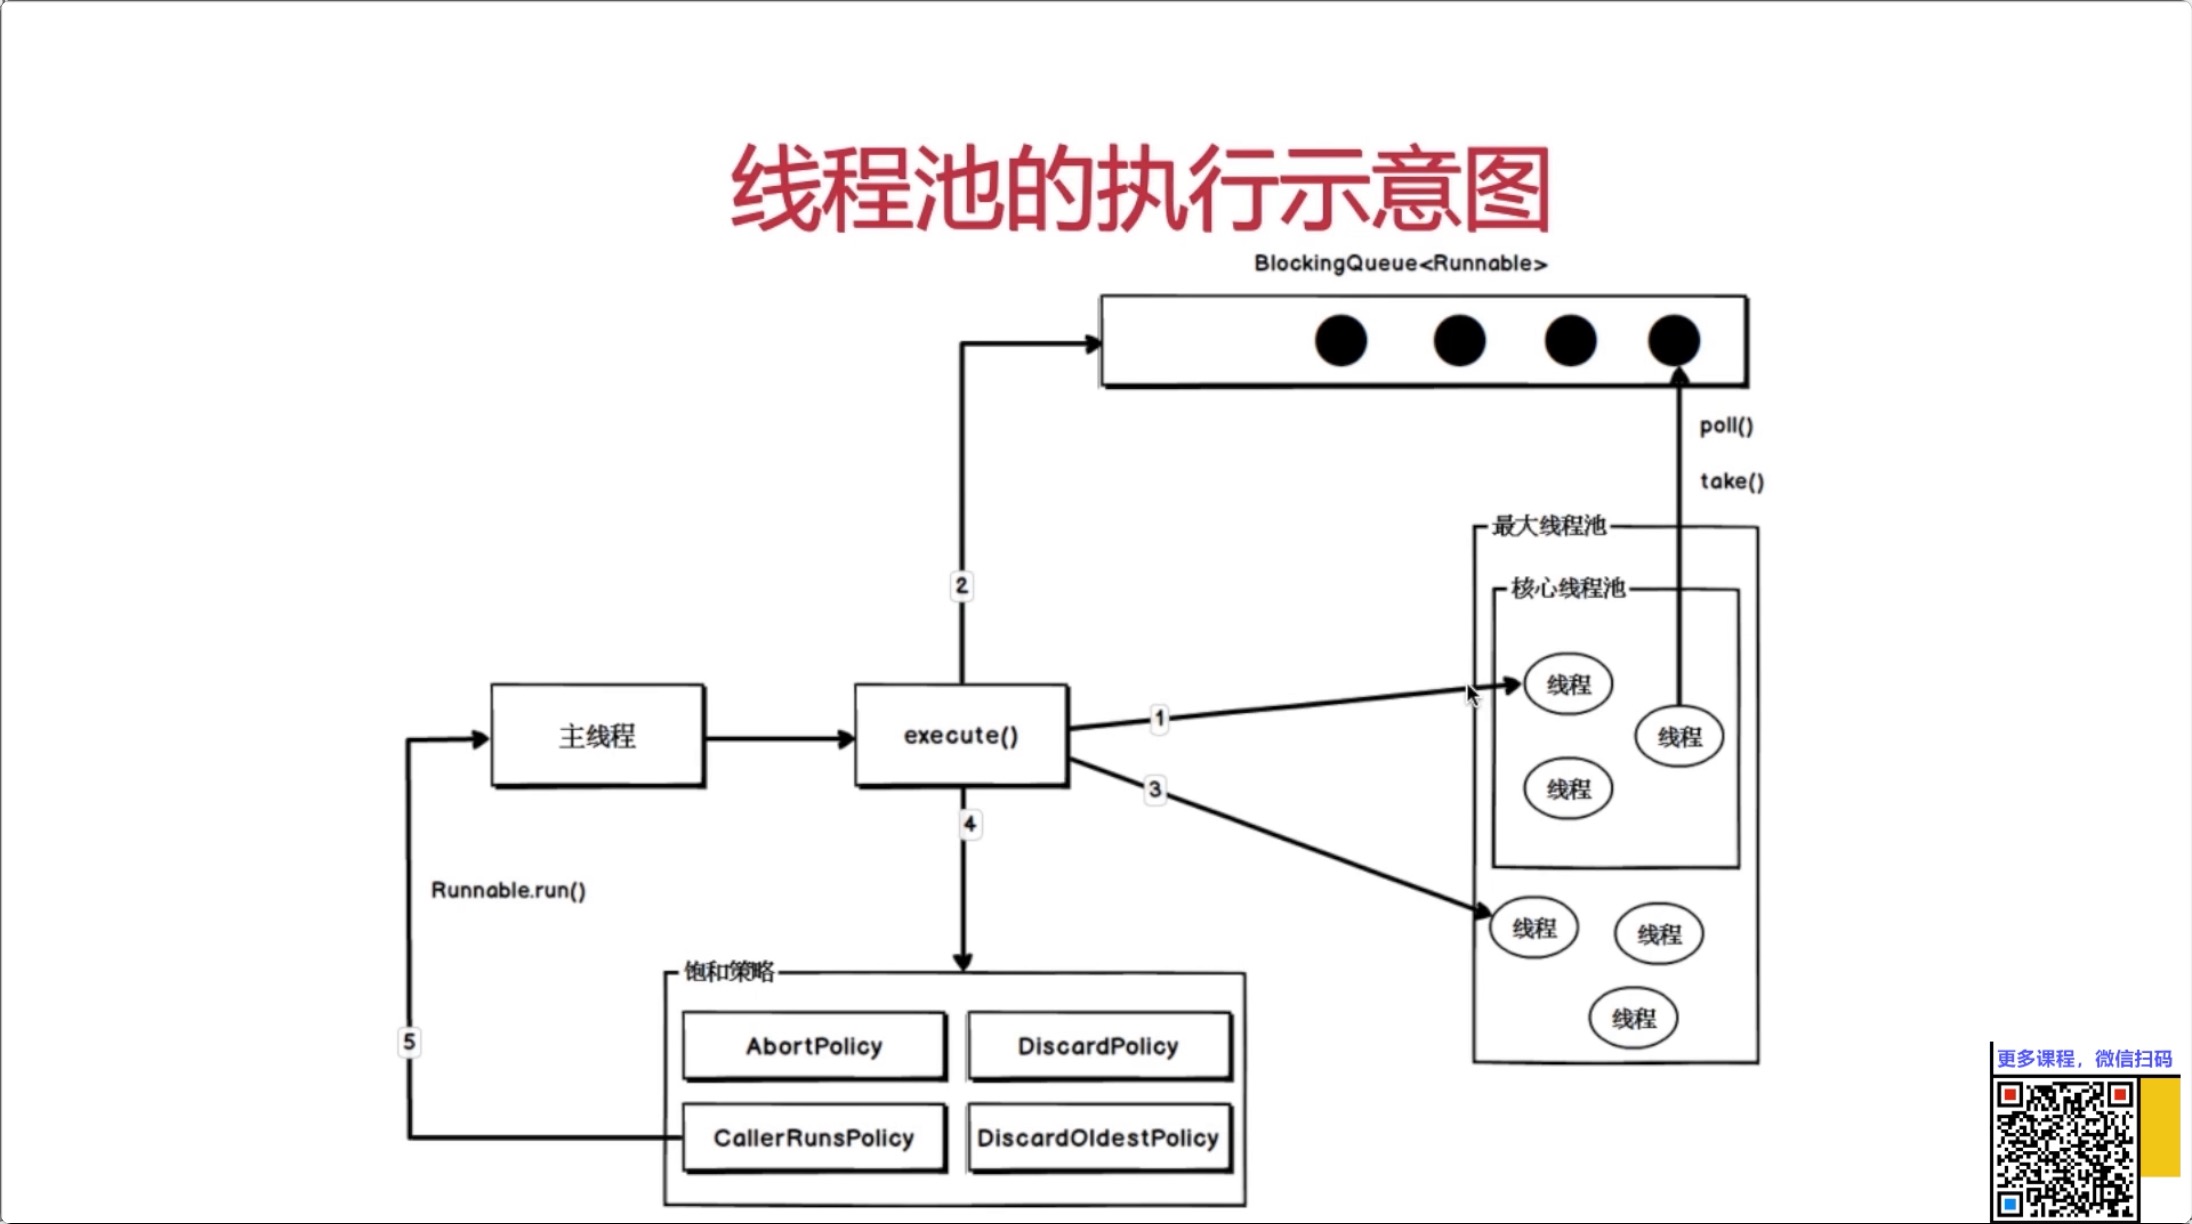 线程池的执行示意图
BlockingQueue<Runnable>
poll()
take()
最大线程池
核心线程池
2
线程
1
线程
主线程
execute()
线程
3
4
Runnable.run()
线程
线程
饱和策略
线程
5
AbortPolicy
DiscardPolicy
CallerRunsPolicy
DiscardOldestPolicy
更多课程，微信扫码